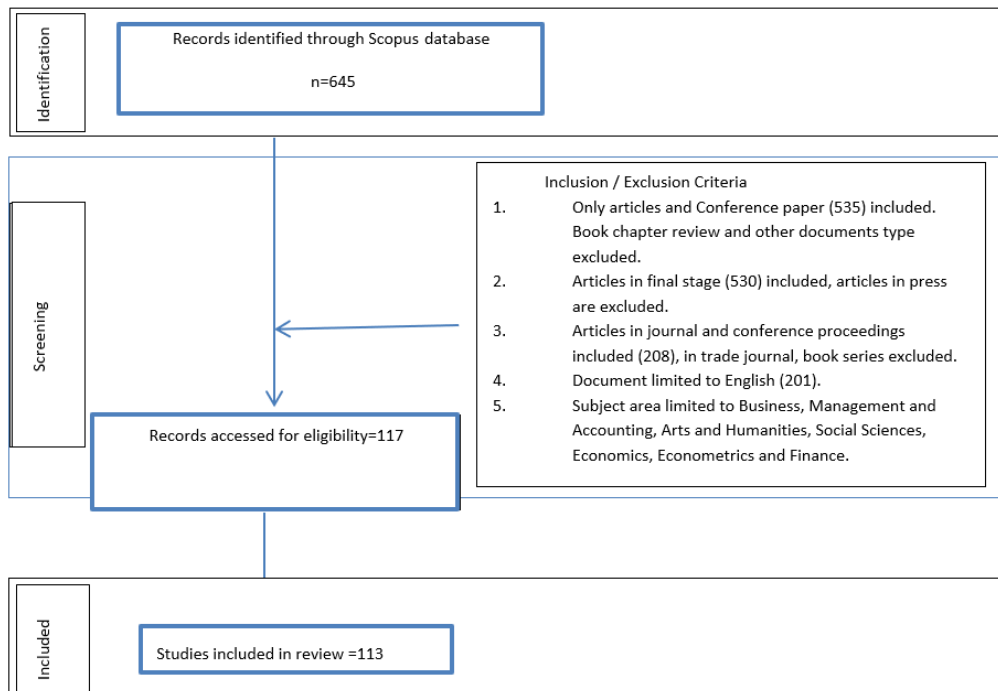 Identification
Records identified through Scopus database
n=645
Screening
Inclusion / Exclusion Criteria
1. Only articles and Conference paper (535) included.
Book chapter review and other documents type
excluded.
2. Articles in final stage (530) included, articles in press
are excluded.
3. Articles in journal and conference proceedings
included (208), in trade journal, book series excluded.
4. Document limited to English (201).
5. Subject area limited to Business, Management and
Accounting, Arts and Humanities, Social Sciences,
Economics, Econometrics and Finance.
Records accessed for eligibility=117
Included
Studies included in review =113